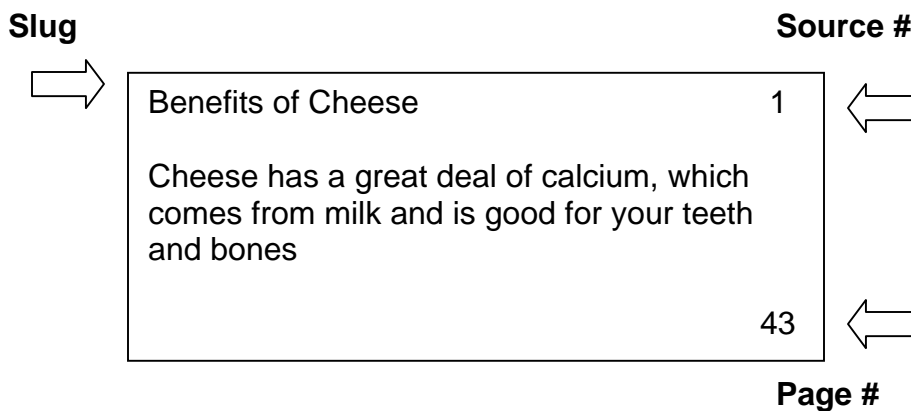 Slug Source #
Benefits of Cheese 1
Cheese has a great deal of calcium, which
comes from milk and is good for your teeth
and bones
43
Page #